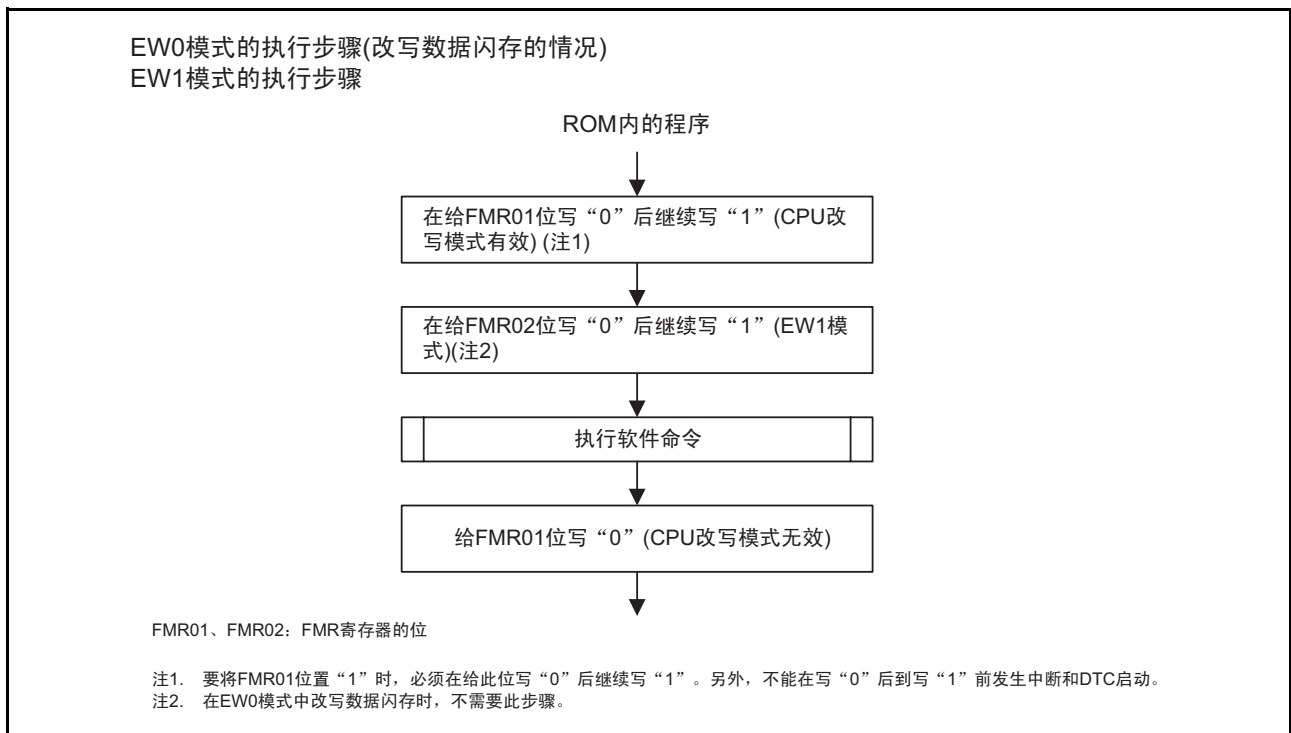 EW0模式的执行步骤(改写数据闪存的情况)
EW1模式的执行步骤
ROM内的程序
在给FMR01位写“0”后继续写“1”(CPU改
写模式有效) (注1)
在给FMR02位写“0”后继续写“1”(EW1模
式)(注2)
执行软件命令
给FMR01位写“0”(CPU改写模式无效)
FMR01、FMR02：FMR寄存器的位
注1. 要将FMR01位置“1”时，必须在给此位写“0”后继续写“1”。另外，不能在写“0”后到写“1”前发生中断和DTC启动。
注2. 在EW0模式中改写数据闪存时，不需要此步骤。